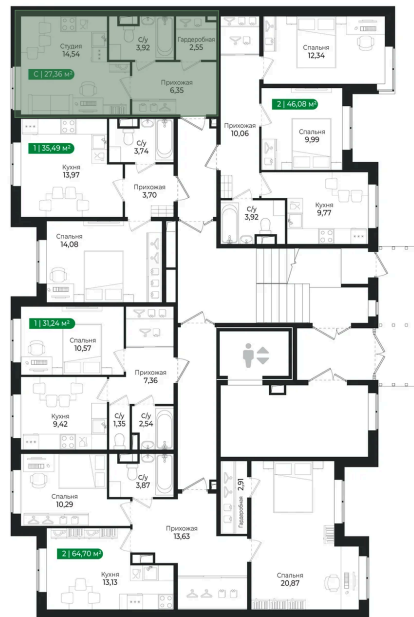 Студия
14,54
С/у
3,92
Гардеробная
2,55
С | 27,36 м²
Прихожая
6,35
Спальня
12,34
1 | 35,49 м²
С/у
3,74
Кухня
13,97
Прихожая
3,70
Прихожая
10,06
2 | 46,08 м²
Спальня
9,99
С/у
3,92
Кухня
9,77
Спальня
14,08
1 | 31,24 м²
Спальня
10,57
Прихожая
7,36
Кухня
9,42
С/у
1,35
С/у
2,54
Спальня
10,29
С/у
3,87
Прихожая
13,63
Гардеробная
2,91
2 | 64,70 м²
Кухня
13,13
Спальня
20,87